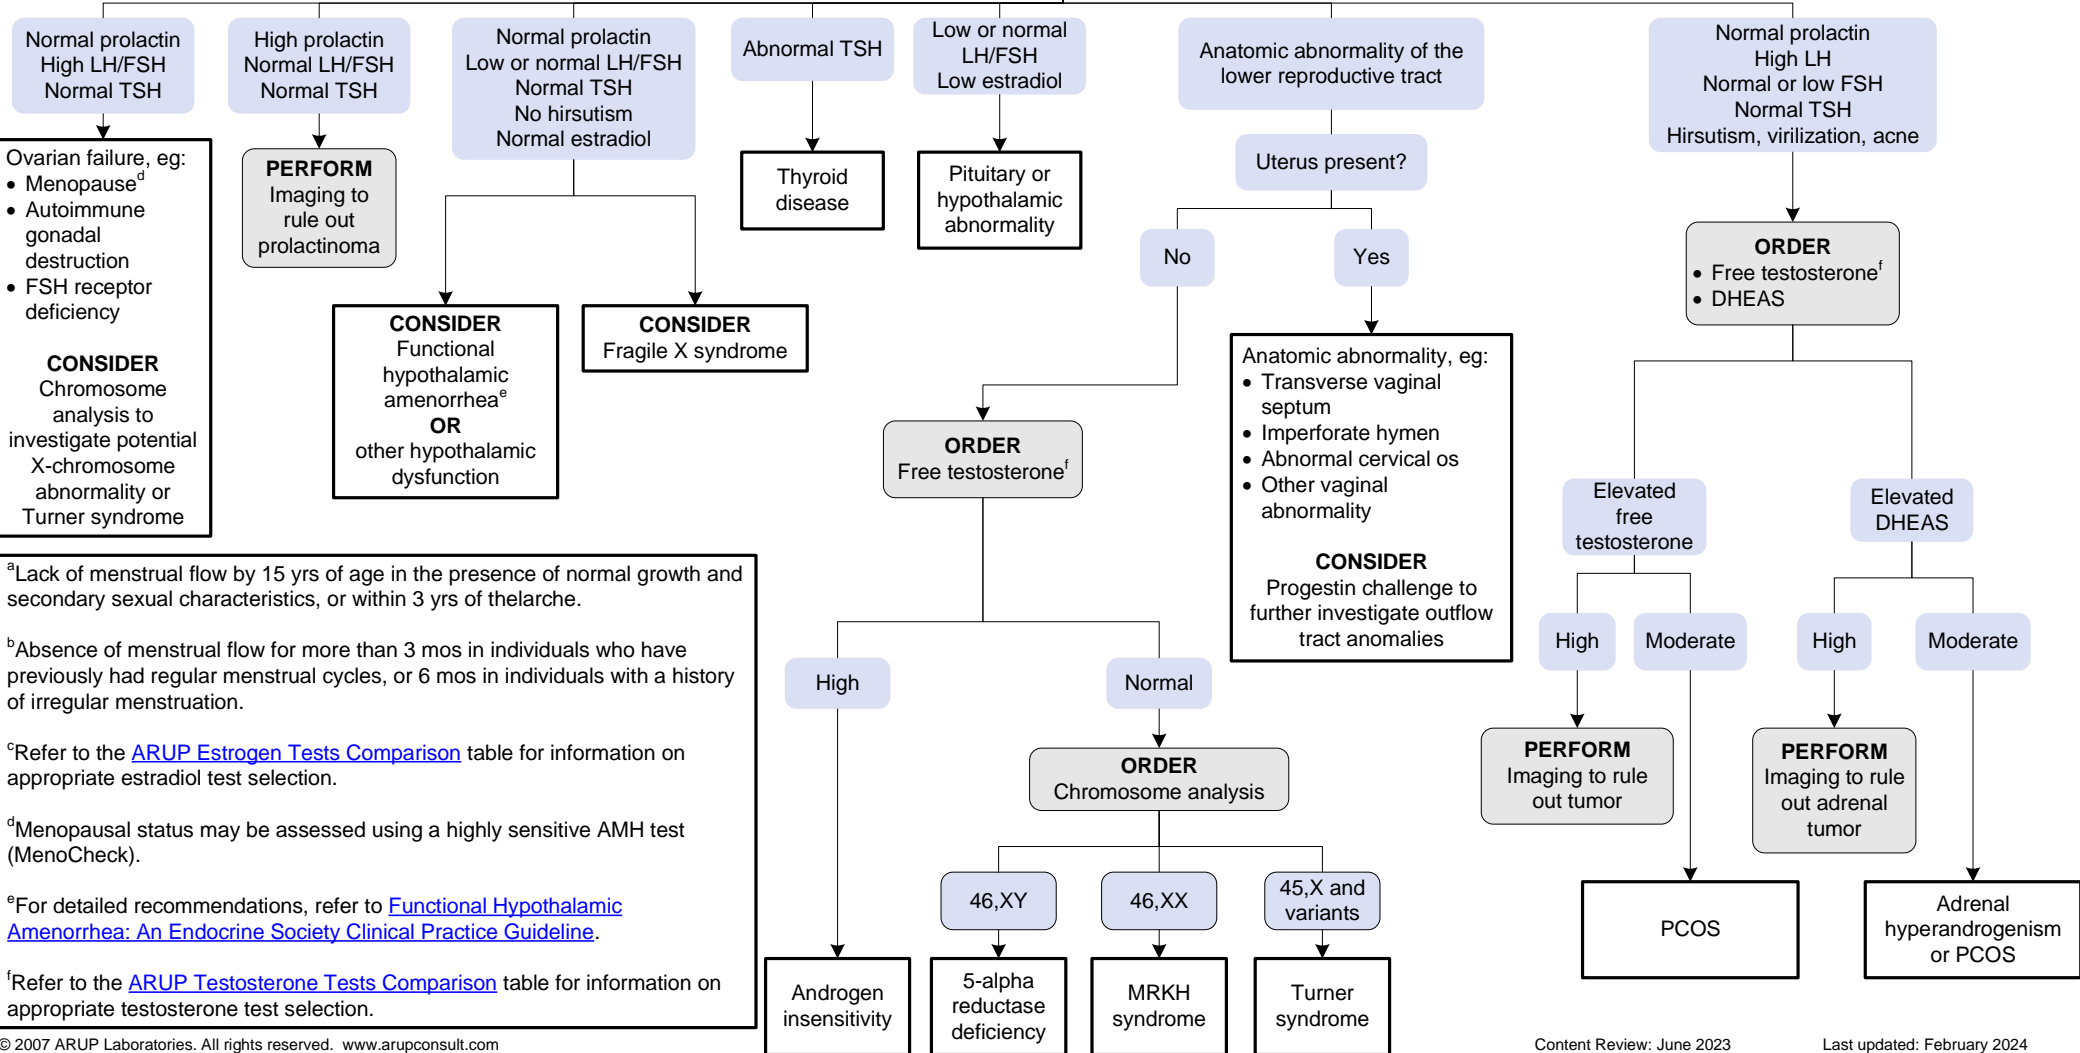 Normal prolactin
High LH/FSH
Normal TSH
High prolactin
Normal LH/FSH
Normal TSH
Normal prolactin
Low or normal LH/FSH
Normal TSH
No hirsutism
Normal estradiol
Abnormal TSH
Low or normal
LH/FSH
Low estradiol
Anatomic abnormality of the
lower reproductive tract
Normal prolactin
High LH
Normal or low FSH
Normal TSH
Hirsutism, virilization, acne
Ovarian failure, eg:
• Menopause^d
• Autoimmune
gonadal
destruction
• FSH receptor
deficiency
CONSIDER
Chromosome
analysis to
investigate potential
X-chromosome
abnormality or
Turner syndrome
PERFORM
Imaging to
rule out
prolactinoma
CONSIDER
Functional
hypothalamic
amenorrhea^e
OR
other hypothalamic
dysfunction
CONSIDER
Fragile X syndrome
Thyroid
disease
Pituitary or
hypothalamic
abnormality
Uterus present?
No
Yes
ORDER
Free testosterone^f
Anatomic abnormality, eg:
• Transverse vaginal
septum
• Imperforate hymen
• Abnormal cervical os
• Other vaginal
abnormality
CONSIDER
Progestin challenge to
further investigate outflow
tract anomalies
ORDER
• Free testosterone^f
• DHEAS
Elevated
free
testosterone
Elevated
DHEAS
High
Moderate
High
Moderate
PERFORM
Imaging to rule
out tumor
PERFORM
Imaging to rule
out adrenal
tumor
PCOS
Adrenal
hyperandrogenism
or PCOS
High
Normal
ORDER
Chromosome analysis
46,XY
46,XX
45,X and
variants
Androgen
insensitivity
5-alpha
reductase
deficiency
MRKH
syndrome
Turner
syndrome
^aLack of menstrual flow by 15 yrs of age in the presence of normal growth and
secondary sexual characteristics, or within 3 yrs of thelarche.
^bAbsence of menstrual flow for more than 3 mos in individuals who have
previously had regular menstrual cycles, or 6 mos in individuals with a history
of irregular menstruation.
^cRefer to the ARUP Estrogen Tests Comparison table for information on
appropriate estradiol test selection.
^dMenopausal status may be assessed using a highly sensitive AMH test
(MenoCheck).
^eFor detailed recommendations, refer to Functional Hypothalamic
Amenorrhea: An Endocrine Society Clinical Practice Guideline.
^fRefer to the ARUP Testosterone Tests Comparison table for information on
appropriate testosterone test selection.
© 2007 ARUP Laboratories. All rights reserved. www.arupconsult.com
Content Review: June 2023
Last updated: February 2024